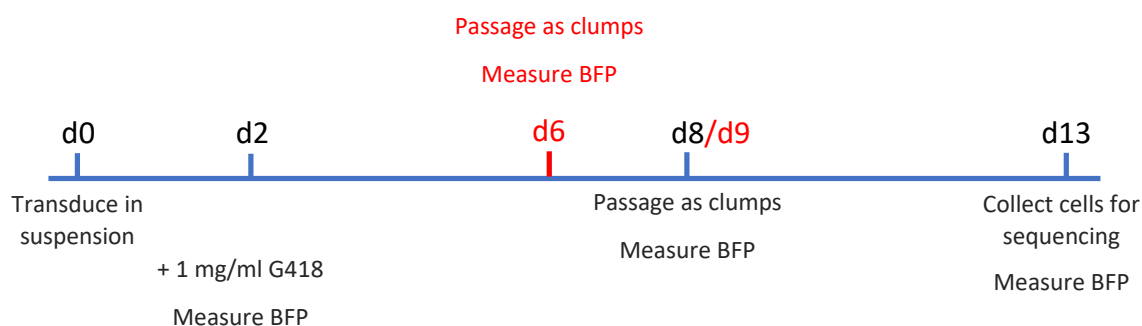 Passage as clumps
Measure BFP
d0
d2
d6
d8/d9
d13
Transduce in
suspension
+ 1 mg/ml G418
Measure BFP
Passage as clumps
Measure BFP
Collect cells for
sequencing
Measure BFP